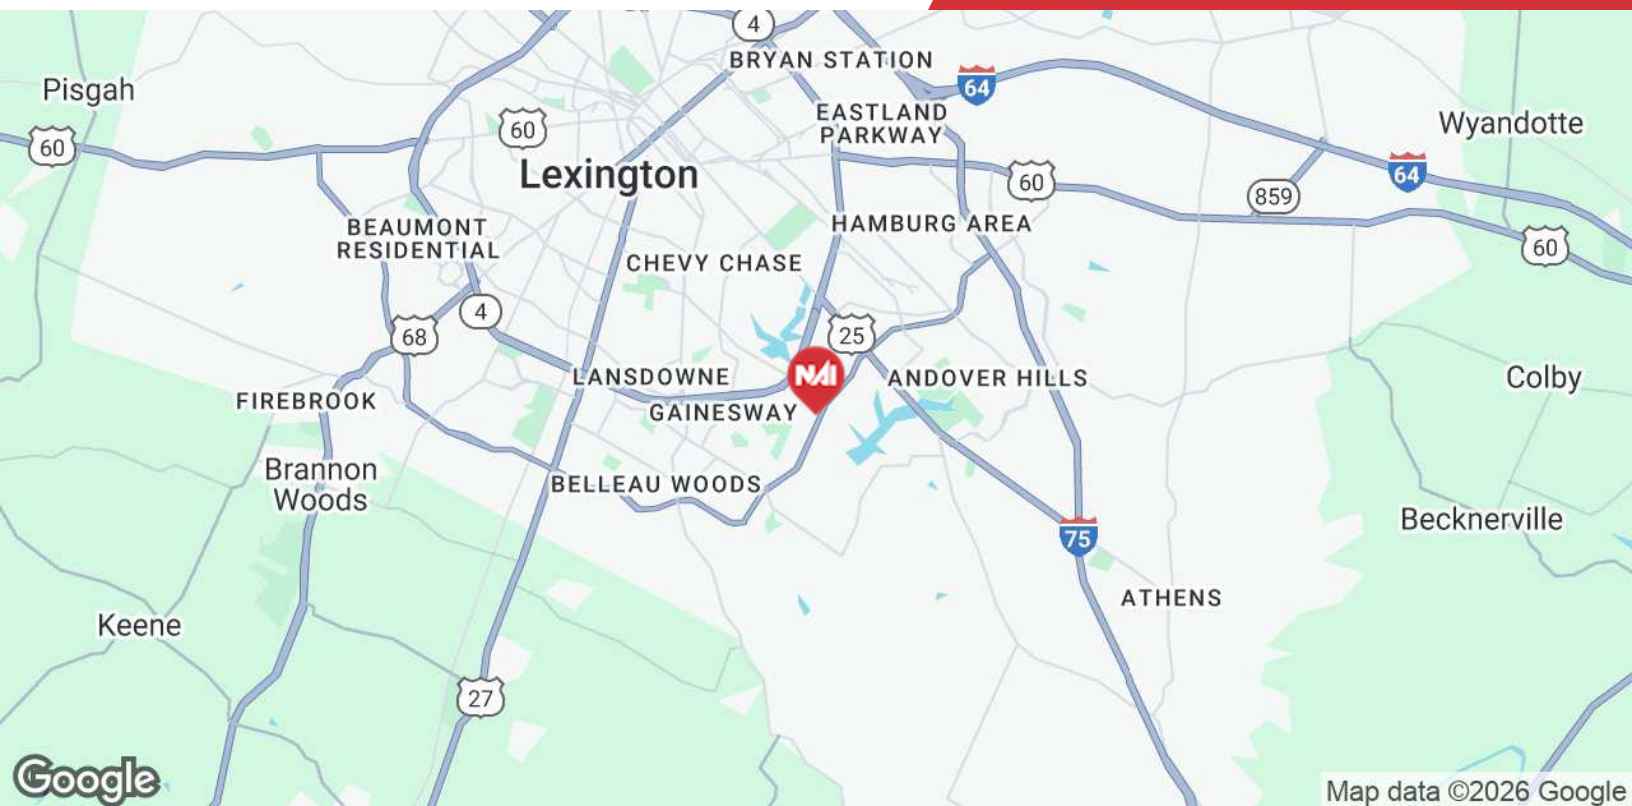 4
BRYAN STATION
64
Pisgah
EASTLAND
PARKWAY
Wyandotte
60
60
Lexington
64
60
859
BEAUMONT
RESIDENTIAL
HAMBURG AREA
60
CHEVY CHASE
4
68
25
NAI
LANSDOWNE
ANDOVER HILLS
Colby
FIREBROOK
GAINESWAY
Brannon
Woods
BELLEAU WOODS
Becknerville
75
ATHENS
Keene
27
Google
Map data ©2026 Google